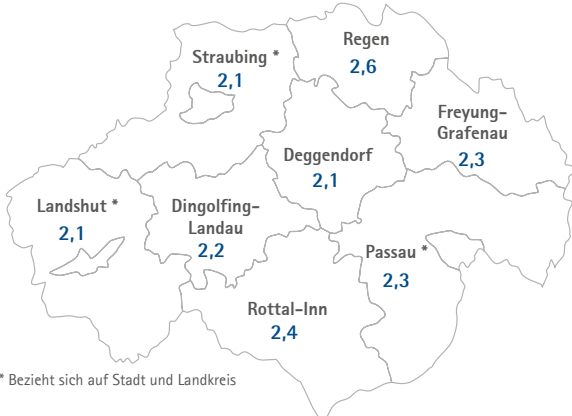 Regen
2,6
Straubing *
2,1
Freyung-
Grafenau
2,3
Deggendorf
2,1
Landshut *
2,1
Dingolfing-
Landau
2,2
Passau *
2,3
Rottal-Inn
2,4
* Bezieht sich auf Stadt und Landkreis